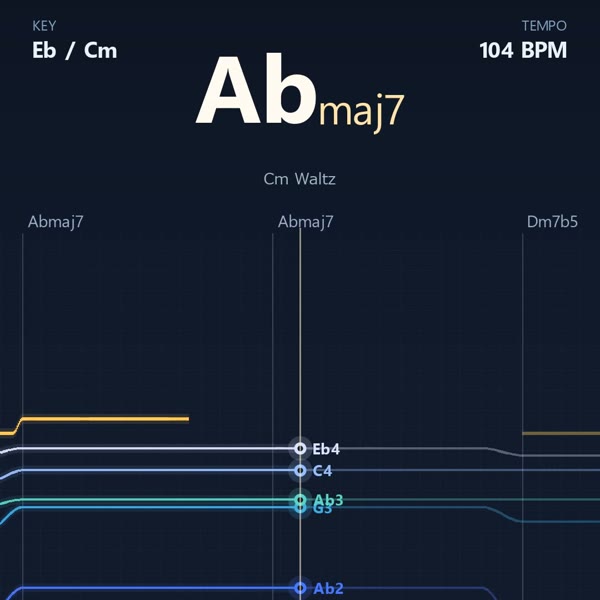 KEY
Eb / Cm
TEMPO
104 BPM
Abmaj7
Cm Waltz
Abmaj7
Abmaj7
Dm7b5
Eb4
C4
Ab3
G3
Ab2